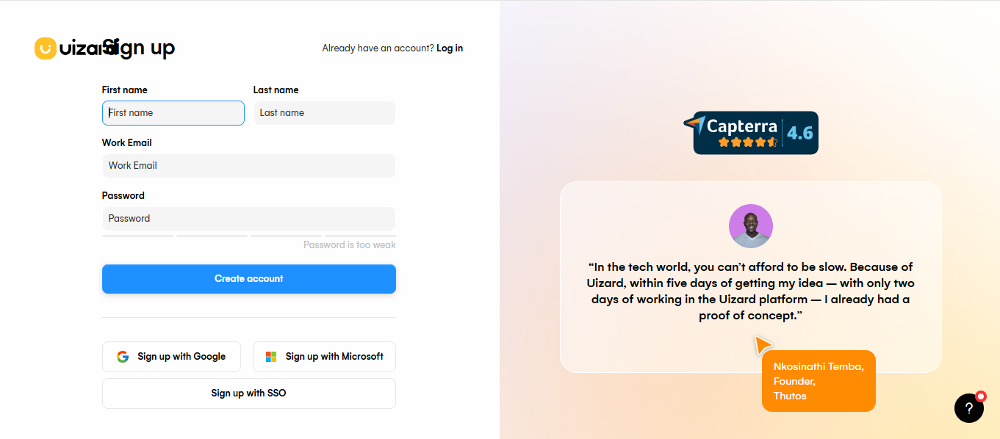 uizard
Sign up
Already have an account? Log in
First name
Last name
First name
Last name
Work Email
Work Email
Password
Password
Password is too weak
Create account
Sign up with Google
Sign up with Microsoft
Sign up with SSO
Capterra
4.6
“In the tech world, you can’t afford to be slow. Because of
Uizard, within five days of getting my idea — with only two
days of working in the Uizard platform — I already had a
proof of concept.”
Nkosinathi Temba,
Founder,
Thutos
?